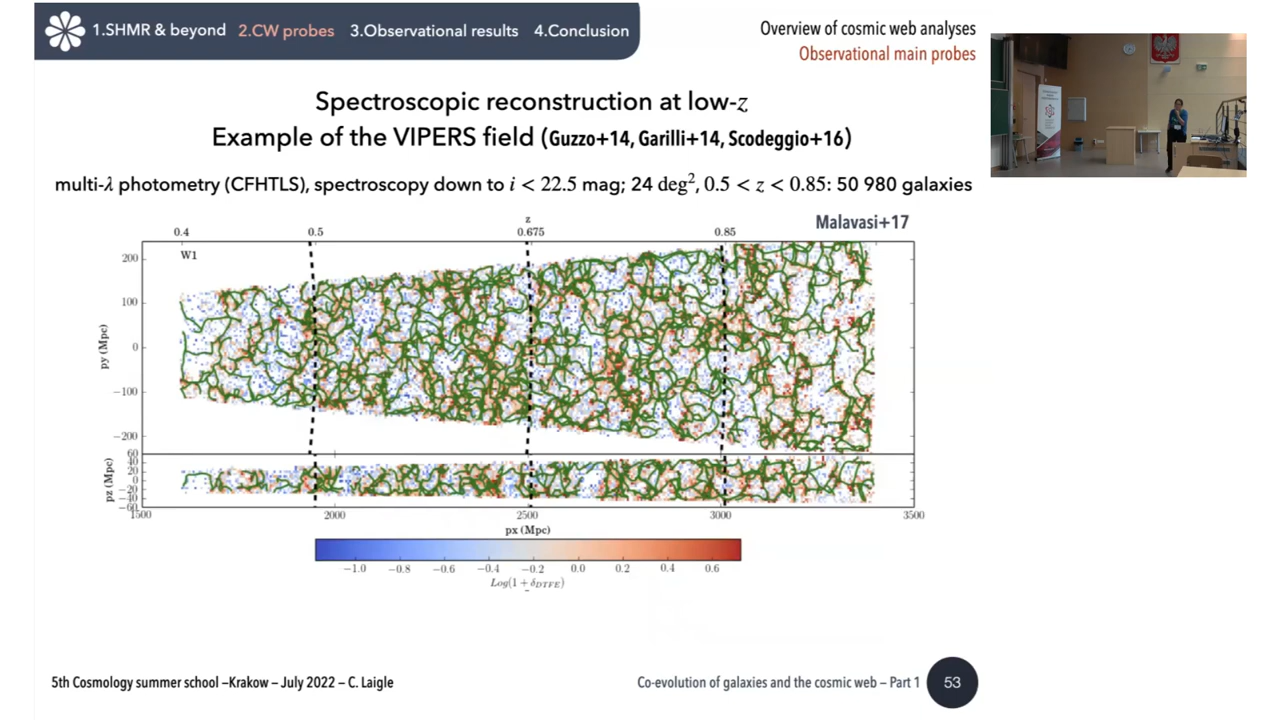 1.SHMR & beyond 2.CW probes 3.Observational results 4.Conclusion
Overview of cosmic web analyses
Observational main probes
Spectroscopic reconstruction at low-z
Example of the VIPERS field (Guzzo+14, Garilli+14, Scodeggio+16)
multi-λ photometry (CFHTLS), spectroscopy down to i < 22.5 mag; 24 deg², 0.5 < z < 0.85: 50 980 galaxies
Malavasi+17
z
0.4 0.5 0.675 0.85
W1
200
100
0
−100
−200
py (Mpc)
60
40
20
0
−20
−40
−60
pz (Mpc)
1500 2000 2500 3000 3500
px (Mpc)
−1.0 −0.8 −0.6 −0.4 −0.2 0.0 0.2 0.4 0.6
Log(1 + δDTFE)
5th Cosmology summer school –Krakow – July 2022 – C. Laigle
Co-evolution of galaxies and the cosmic web – Part 1
53